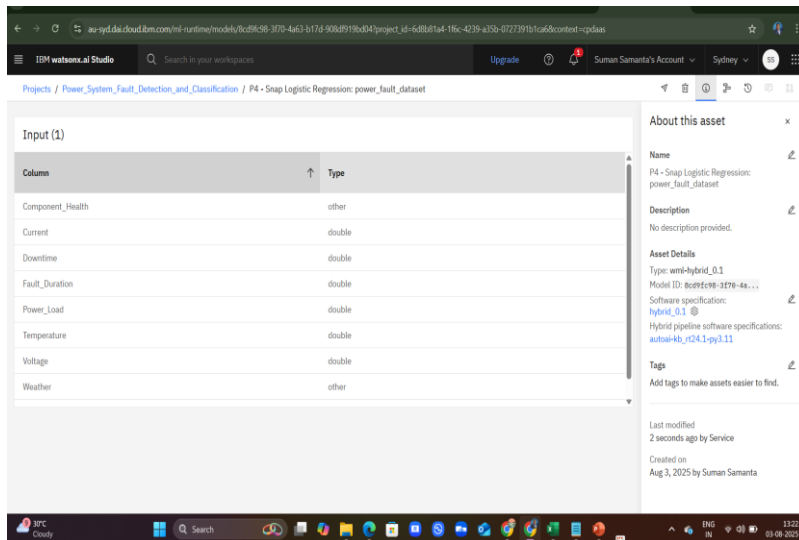 au-syd.dai.cloud.ibm.com/ml-runtime/models/8cd9fc98-3f70-4a63-b17d-908df919bd04?project_id=6d8b81a4-1f6c-4239-a35b-0727391b1ca6&context=cpdaas
IBM watsonx.ai Studio
Search in your workspaces
Upgrade
1
Suman Samanta's Account
Sydney
SS
Projects / Power_System_Fault_Detection_and_Classification / P4 - Snap Logistic Regression: power_fault_dataset
Input (1)
Column Type
Component_Health other
Current double
Downtime double
Fault_Duration double
Power_Load double
Temperature double
Voltage double
Weather other
About this asset
Name
P4 - Snap Logistic Regression:
power_fault_dataset
Description
No description provided.
Asset Details
Type: wml-hybrid_0.1
Model ID: 8cd9fc98-3f70-4a...
Software specification:
hybrid_0.1
Hybrid pipeline software specifications:
autoai-kb_rt24.1-py3.11
Tags
Add tags to make assets easier to find.
Last modified
2 seconds ago by Service
Created on
Aug 3, 2025 by Suman Samanta
30°C
Cloudy
Search
ENG
IN
13:22
03-08-2025